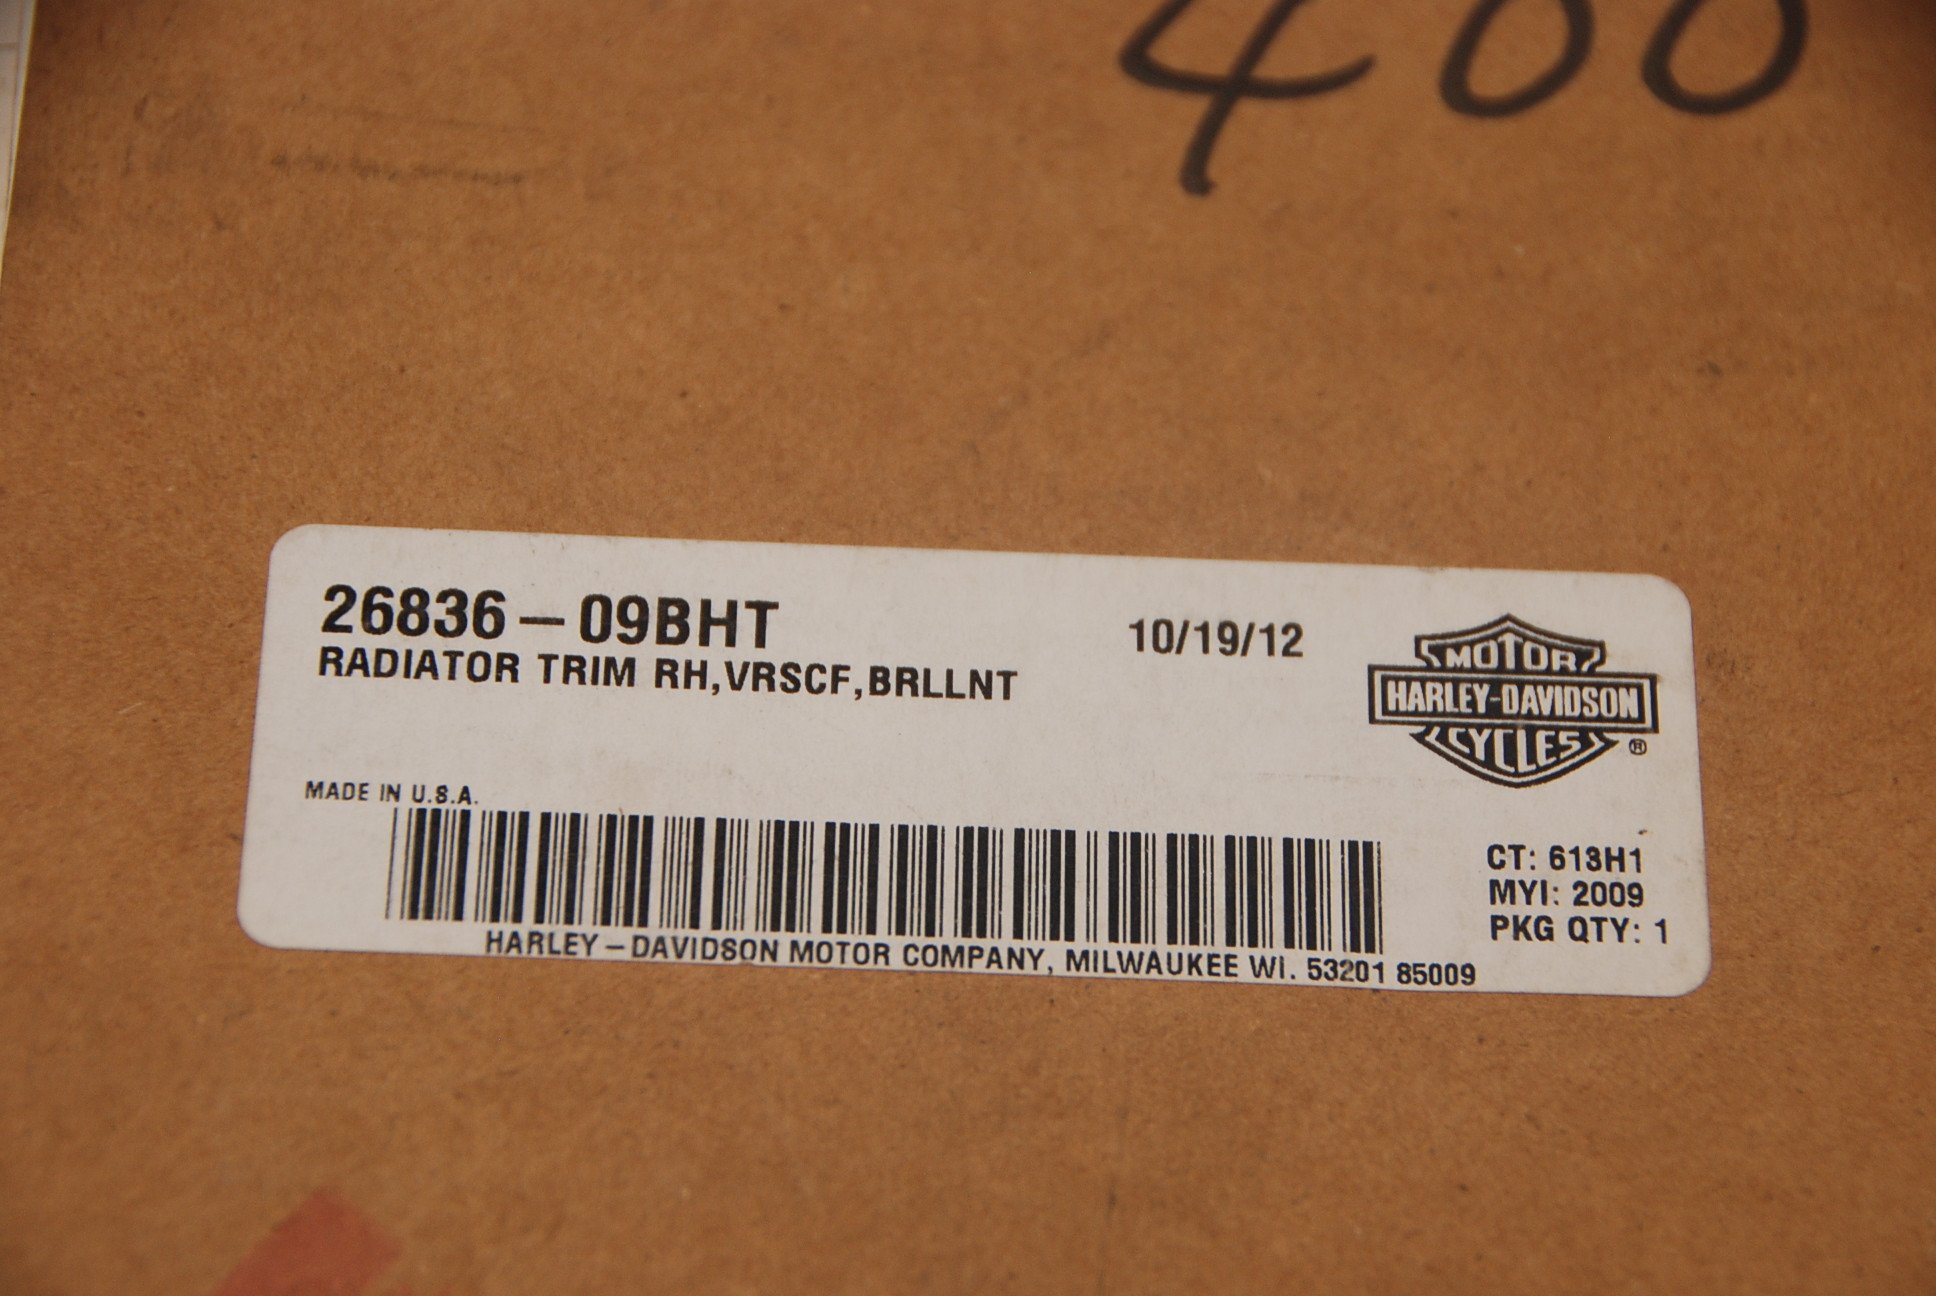 400
26836-09BHT
RADIATOR TRIM RH,VRSCF,BRLLNT
10/19/12
MOTOR
HARLEY-DAVIDSON
CYCLES
®
MADE IN U.S.A.
CT: 613H1
MYI: 2009
PKG QTY: 1
HARLEY-DAVIDSON MOTOR COMPANY, MILWAUKEE WI. 53201 85009